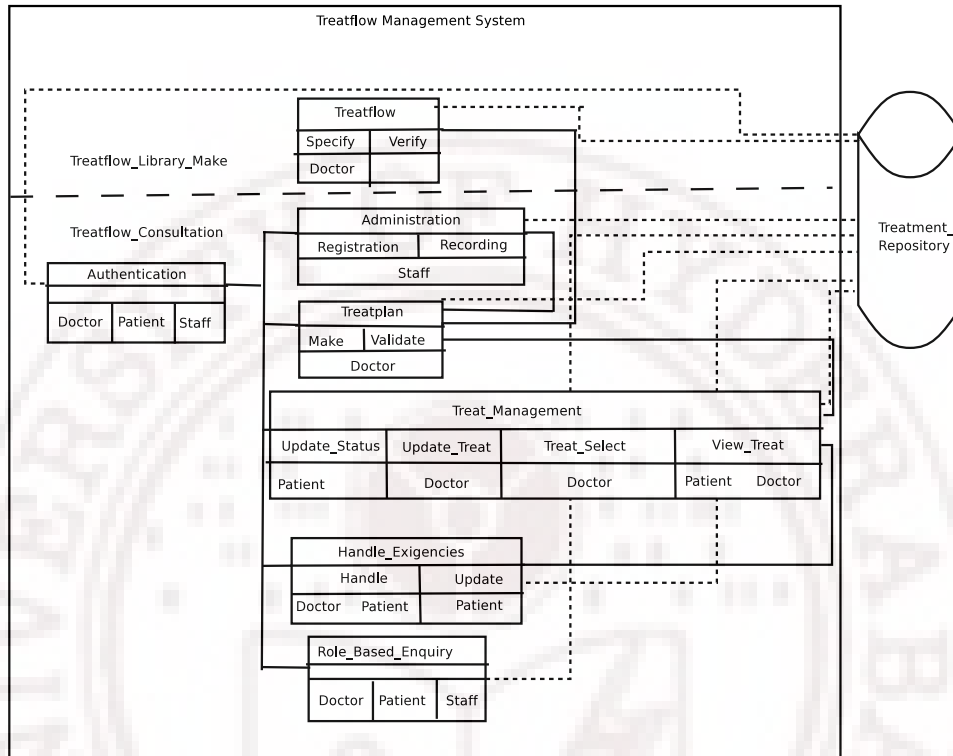 Treatflow Management System
Treatflow
Specify Verify
Doctor
Treatflow_Library_Make
Treatflow_Consultation
Administration
Registration Recording
Staff
Treatment_
Repository
Authentication
Doctor Patient Staff
Treatplan
Make Validate
Doctor
Treat_Management
Update_Status Update_Treat Treat_Select View_Treat
Patient Doctor Doctor Patient Doctor
Handle_Exigencies
Handle Update
Doctor Patient Patient
Role_Based_Enquiry
Doctor Patient Staff